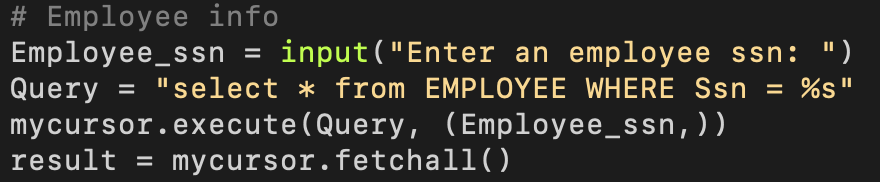 # Employee info
Employee_ssn = input("Enter an employee ssn: ")
Query = "select * from EMPLOYEE WHERE Ssn = %s"
mycursor.execute(Query, (Employee_ssn,))
result = mycursor.fetchall()